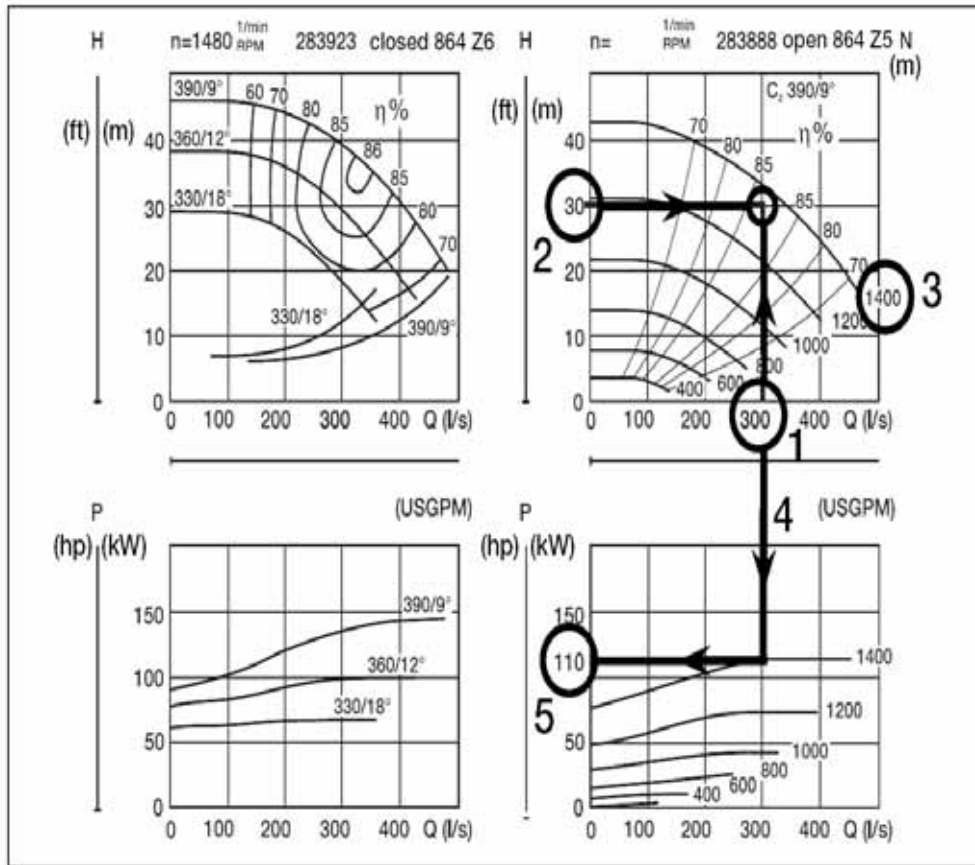 H n=1480 1/min RPM 283923 closed 864 Z6
390/9° 60 70 80 85 86 85 80 70 η%
(ft) (m)
360/12°
330/18°
40
30
20
10
0
330/18°
390/9°
0 100 200 300 400 Q (l/s)
H n= 1/min RPM 283888 open 864 Z5 N
(m)
C₂ 390/9°
70 80 85 η%
(ft) (m)
40
30
20
10
0
85
80
70
2
1400 3
1200
1000
800
600
400
0 100 200 300 400 Q (l/s)
1
P (USGPM)
(hp) (kW)
150
100
50
0
390/9°
360/12°
330/18°
0 100 200 300 400 Q (l/s)
4
P (USGPM)
(hp) (kW)
150
110
50
0
5
1400
1200
1000
800
600
400
0 100 200 300 400 Q (l/s)